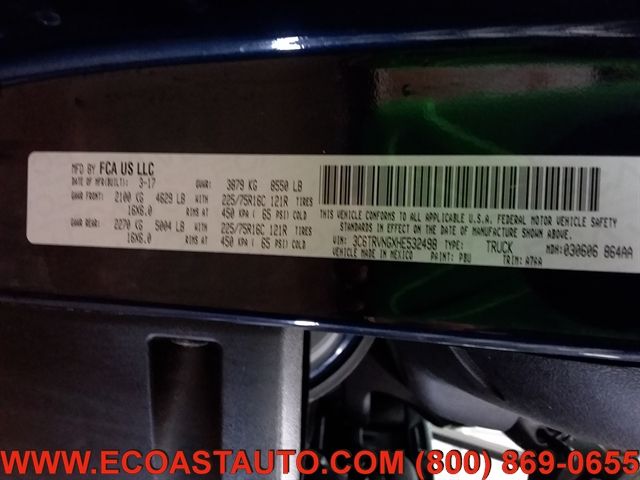 MFD BY FCA US LLC
DATE OF MFR(BUILT): 3-17 GVWR: 3879 KG 8550 LB
GAWR FRONT: 2100 KG 4629 LB WITH 225/75R16C 121R TIRES
16X6.0 RIMS AT 450 KPA ( 65 PSI) COLD
GAWR REAR: 2270 KG 5004 LB WITH 225/75R16C 121R TIRES
16X6.0 RIMS AT 450 KPA ( 65 PSI) COLD
THIS VEHICLE CONFORMS TO ALL APPLICABLE U.S.A. FEDERAL MOTOR VEHICLE SAFETY
STANDARDS IN EFFECT ON THE DATE OF MANUFACTURE SHOWN ABOVE.
VIN: 3C6TRVNGXHE532498 TYPE: TRUCK MDH: 030606 864AA
VEHICLE MADE IN MEXICO PAINT: PBU TRIM: A7AA
WWW.ECOASTAUTO.COM (800) 869-0655